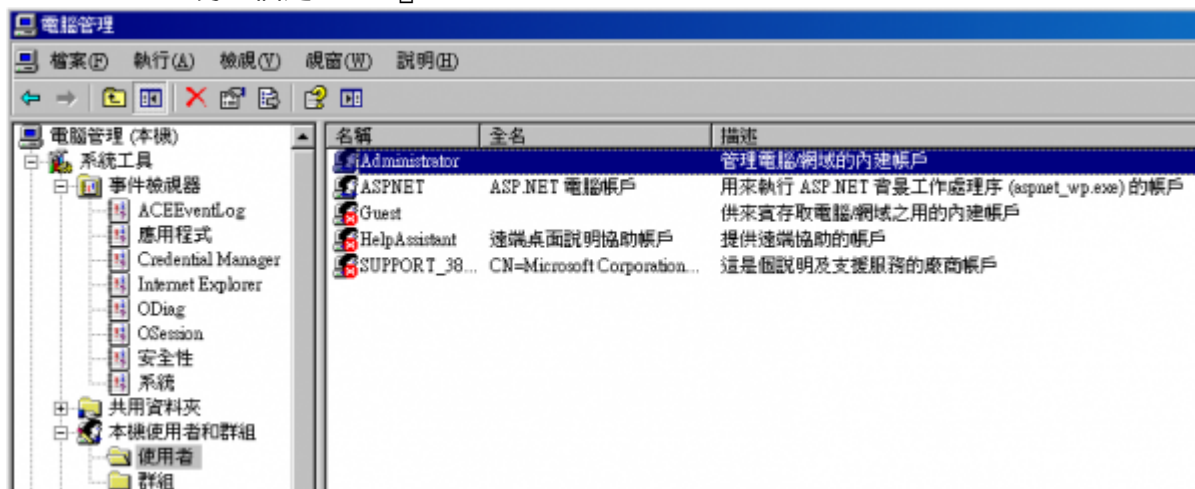 電腦管理
檔案(F) 執行(A) 檢視(V) 視窗(W) 說明(H)
電腦管理 (本機)
系統工具
事件檢視器
ACEEventLog
應用程式
Credential Manager
Internet Explorer
ODiag
OSession
安全性
系統
共用資料夾
本機使用者和群組
使用者
群組
名稱 全名 描述
Administrator 管理電腦/網域的內建帳戶
ASPNET ASP.NET 電腦帳戶 用來執行 ASP.NET 背景工作處理序 (aspnet_wp.exe) 的帳戶
Guest 供來賓存取電腦/網域之用的內建帳戶
HelpAssistant 遠端桌面說明協助帳戶 提供遠端協助的帳戶
SUPPORT_38... CN=Microsoft Corporation... 這是個說明及支援服務的廠商帳戶